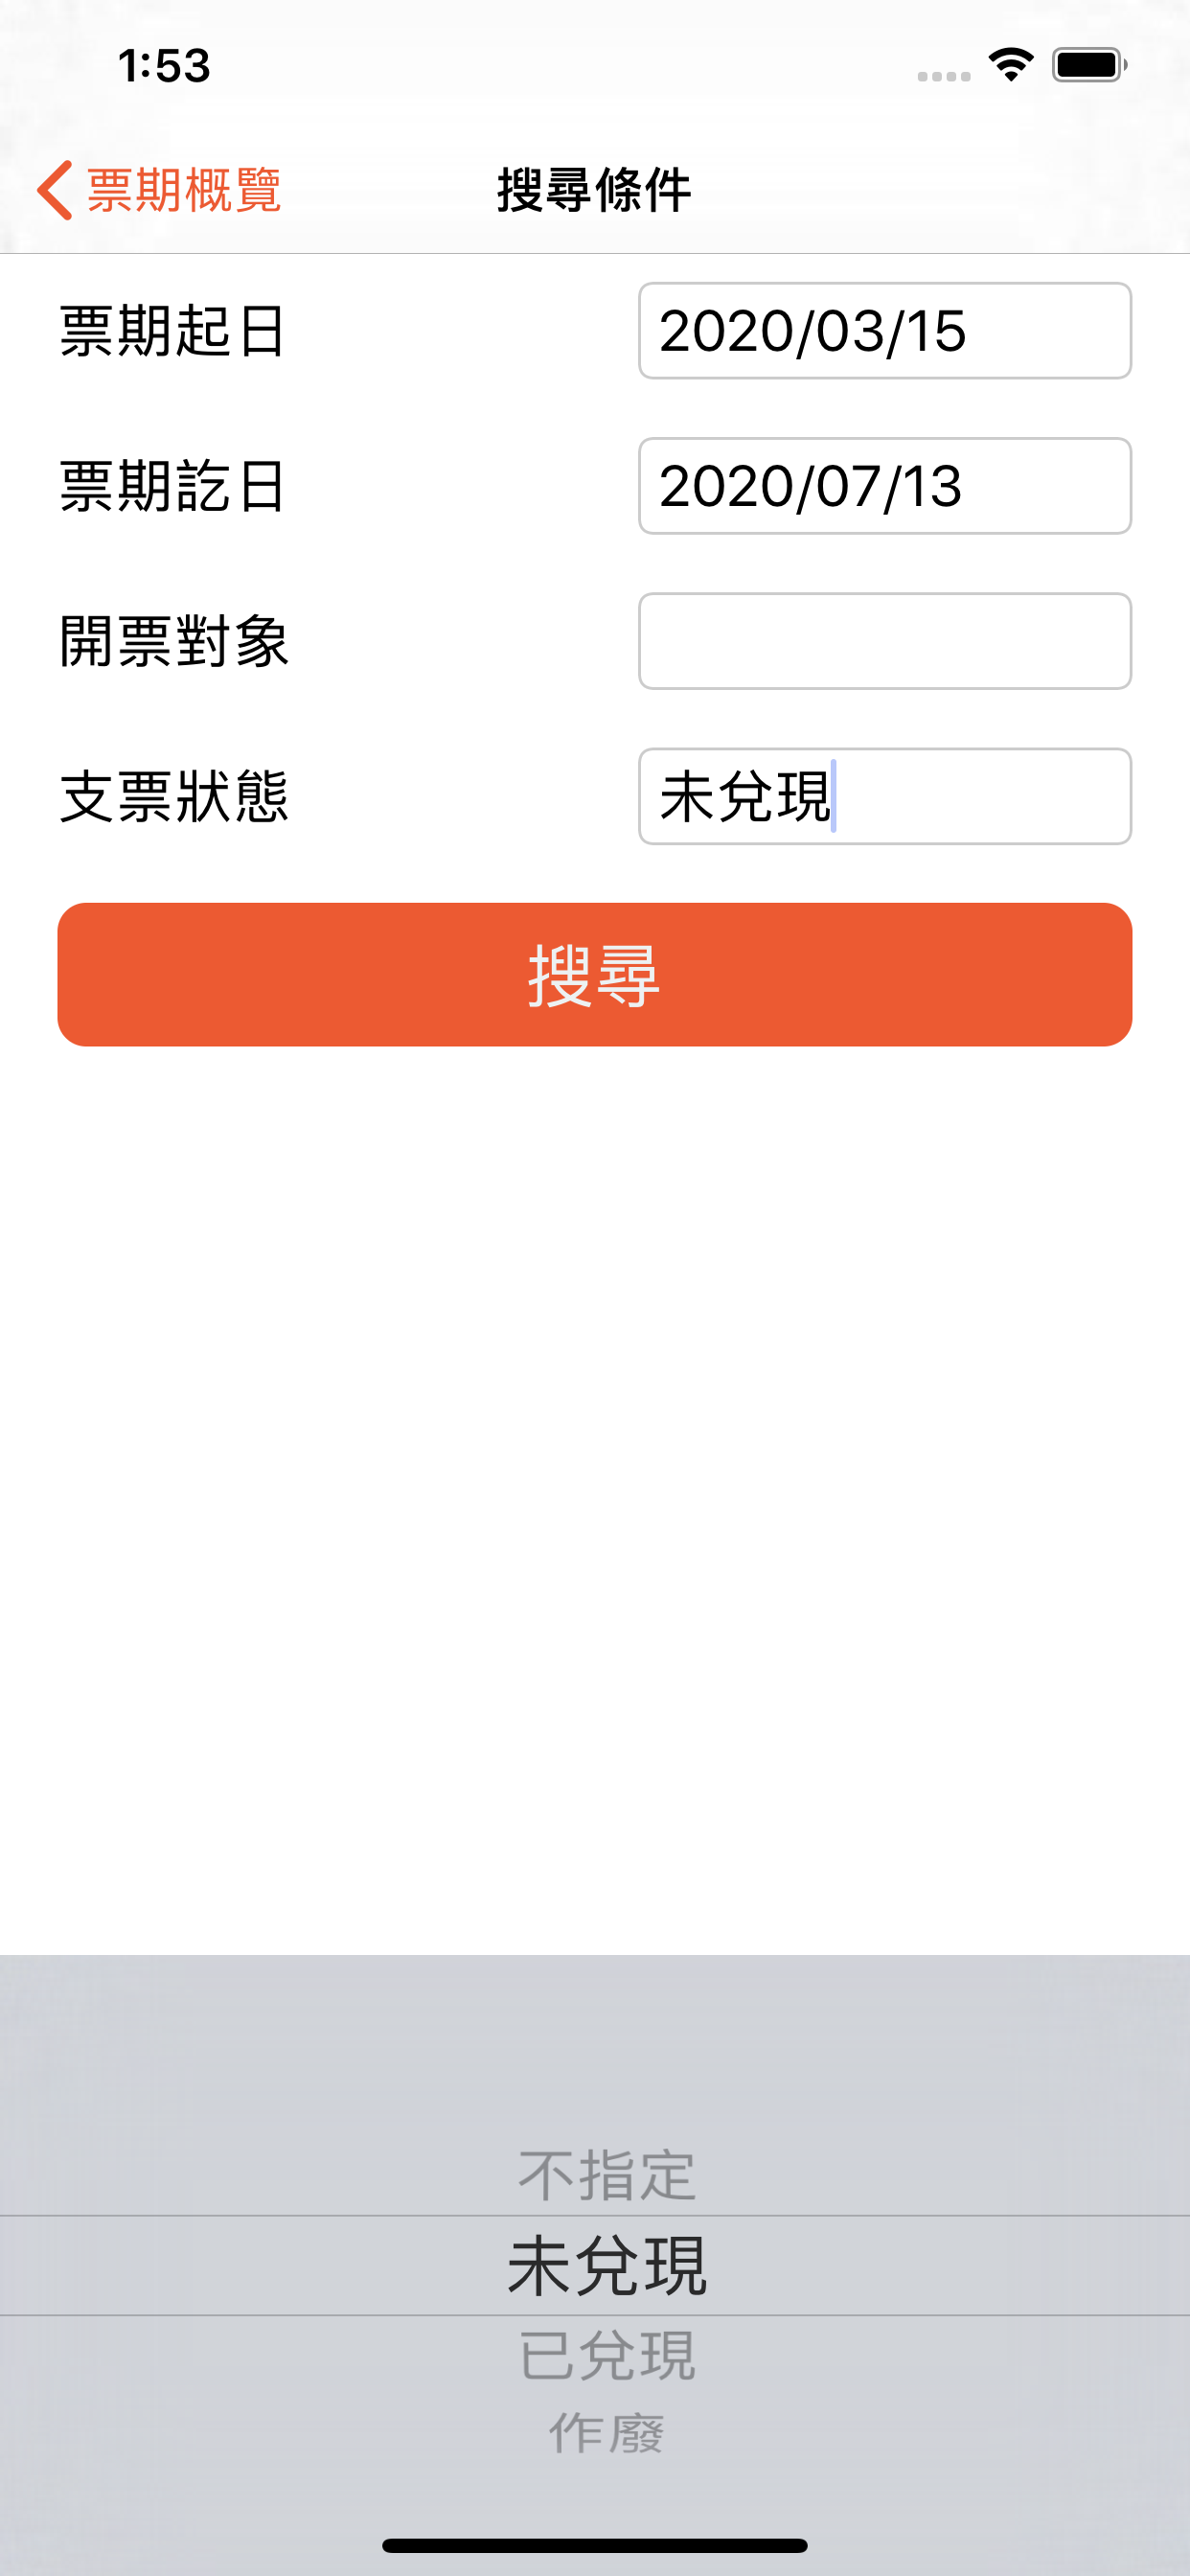 1:53
票期概覽 搜尋條件
票期起日 2020/03/15
票期訖日 2020/07/13
開票對象
支票狀態 未兌現
搜尋
不指定
未兌現
已兌現
作廢